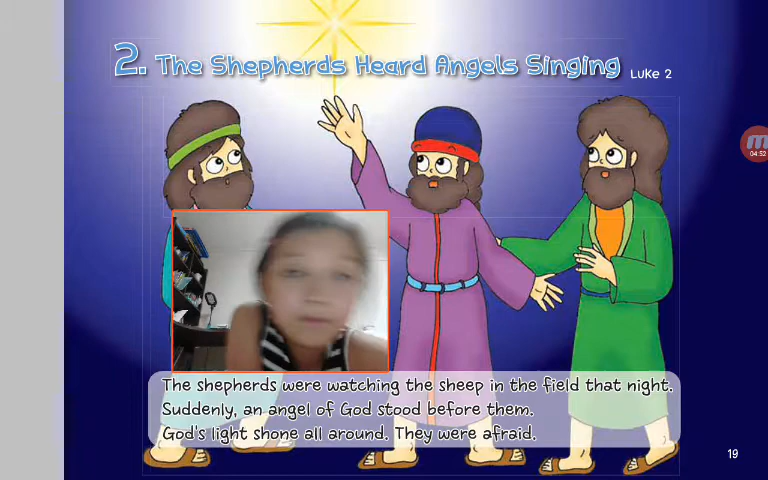 2. The Shepherds Heard Angels Singing
Luke 2
04:52
The shepherds were watching the sheep in the field that night.
Suddenly, an angel of God stood before them.
God's light shone all around. They were afraid.
19